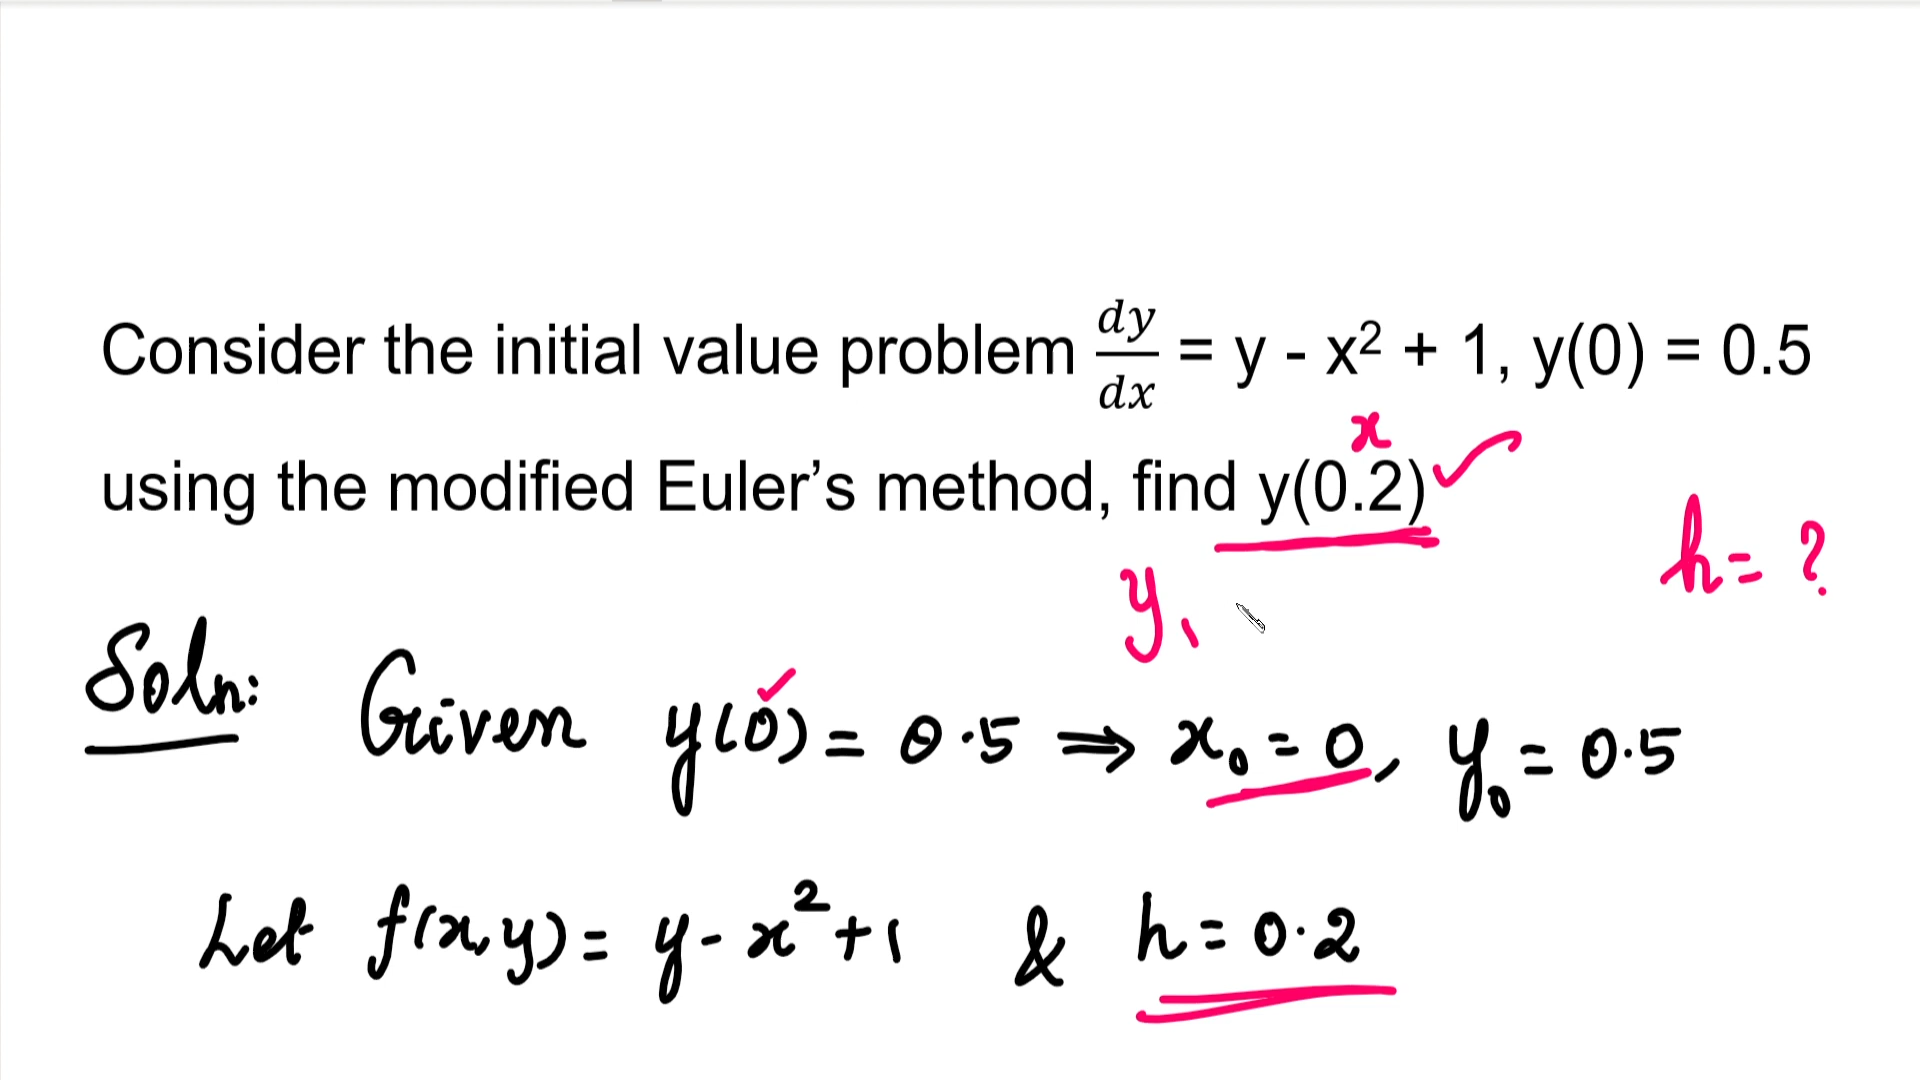 Consider the initial value problem dy/dx = y - x² + 1, y(0) = 0.5
x
using the modified Euler's method, find y(0.2)
h = ?
y₁
Soln: Given y(0) = 0.5 ⇒ x₀ = 0, y₀ = 0.5
Let f(x,y) = y - x² + 1 & h = 0.2